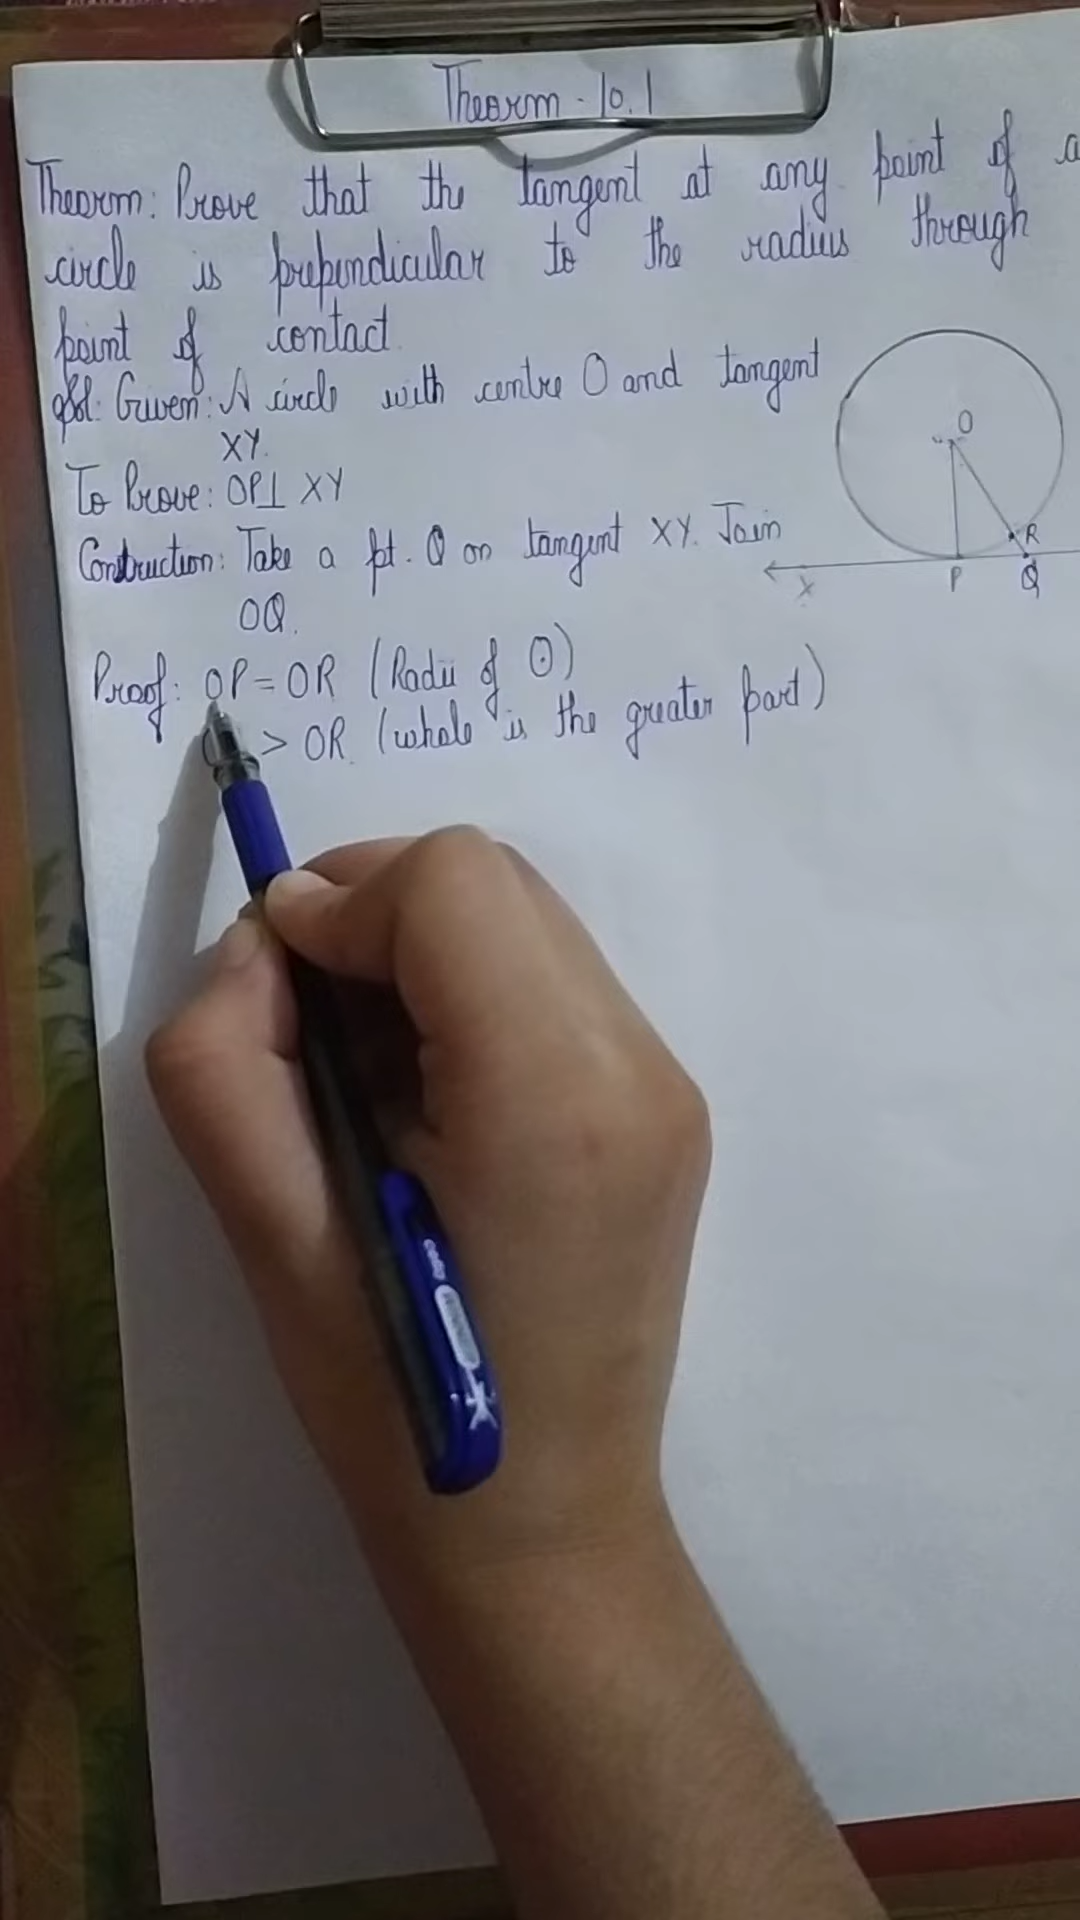 Theorm - 10.1
Theorm: Prove that the tangent at any point of a
circle is prependicular to the radius through
point of contact
Sol: Given: A circle with centre O and tangent
XY.
To Prove: OP⊥ XY
Construction: Take a pt. Q on tangent XY. Join
OQ.
Proof: OP = OR (Radii of ⊙)
> OR (whole is the greater part)
O
R
X
P
Q
cello